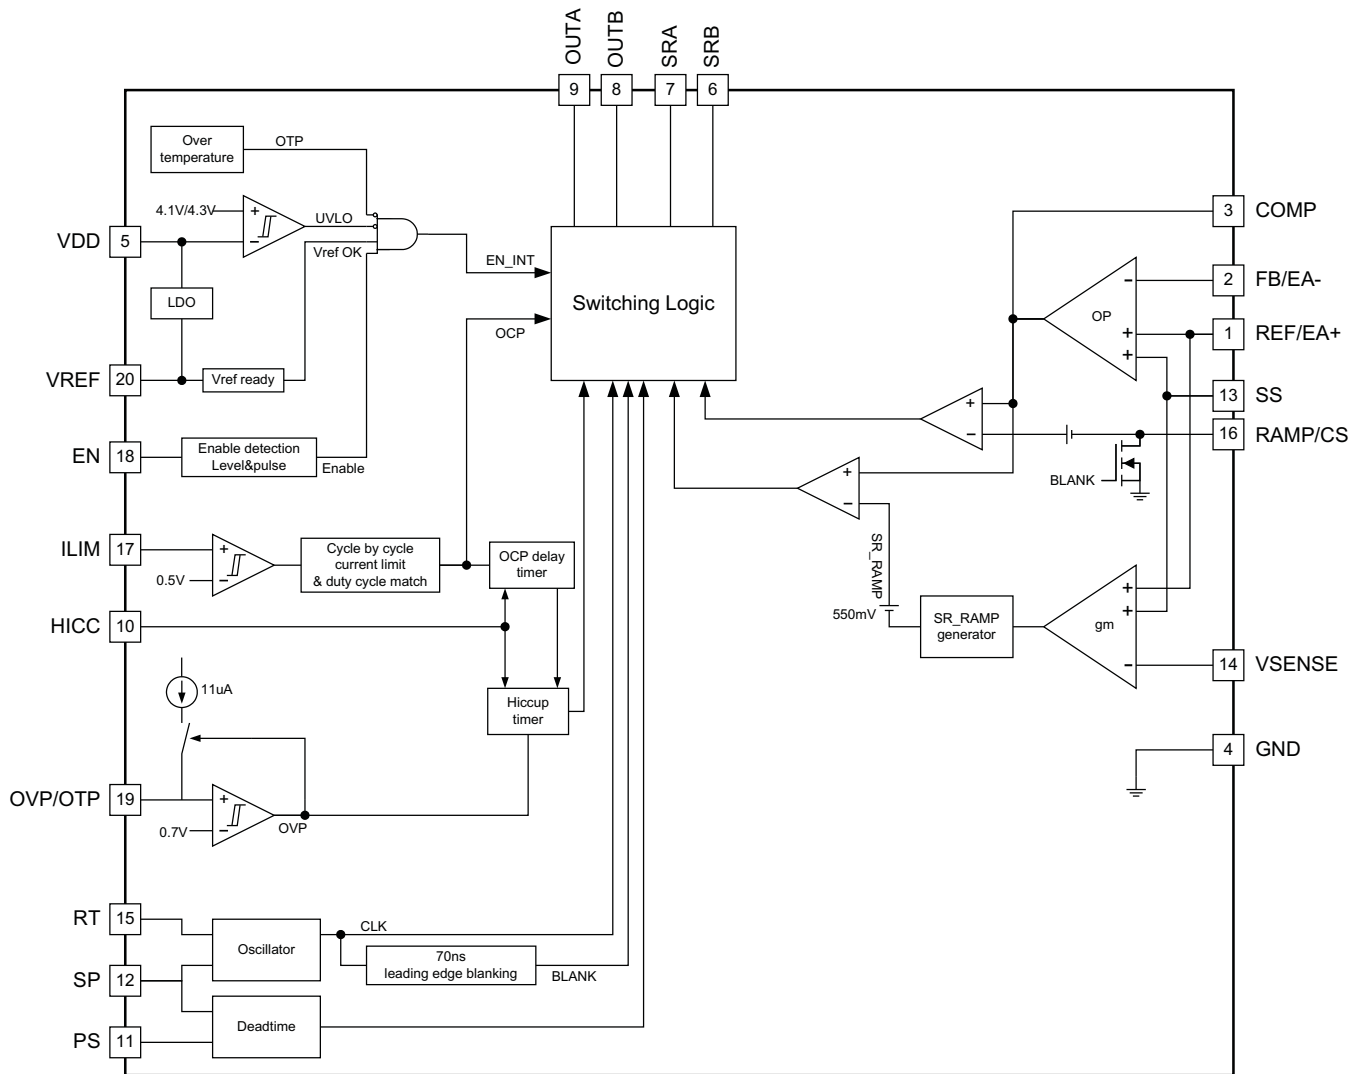 OUTA
OUTB
SRA
SRB
9
8
7
6
Over
temperature
OTP
4.1V/4.3V
+
−
UVLO
Vref OK
VDD
5
LDO
VREF
20
Vref ready
EN
18
Enable detection
Level&pulse
Enable
EN_INT
OCP
Switching Logic
ILIM
17
+
0.5V
−
Cycle by cycle
current limit
& duty cycle match
OCP delay
timer
HICC
10
11uA
Hiccup
timer
OVP/OTP
19
+
0.7V
−
OVP
RT
15
Oscillator
CLK
70ns
leading edge blanking
BLANK
SP
12
PS
11
Deadtime
3
COMP
2
FB/EA-
−
OP
+
+
1
REF/EA+
13
SS
16
RAMP/CS
+
−
BLANK
+
−
SR_RAMP
550mV
SR_RAMP
generator
+
+
gm
−
14
VSENSE
4
GND